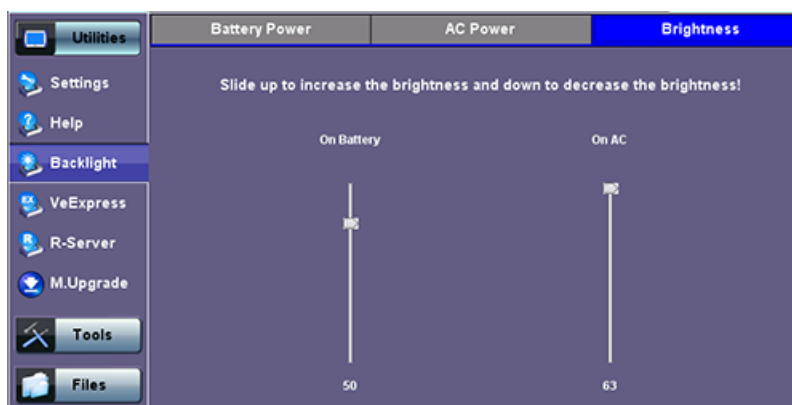 Utilities
Battery Power
AC Power
Brightness
Settings
Help
Backlight
VeExpress
R-Server
M.Upgrade
Tools
Files
Slide up to increase the brightness and down to decrease the brightness!
On Battery
On AC
50
63